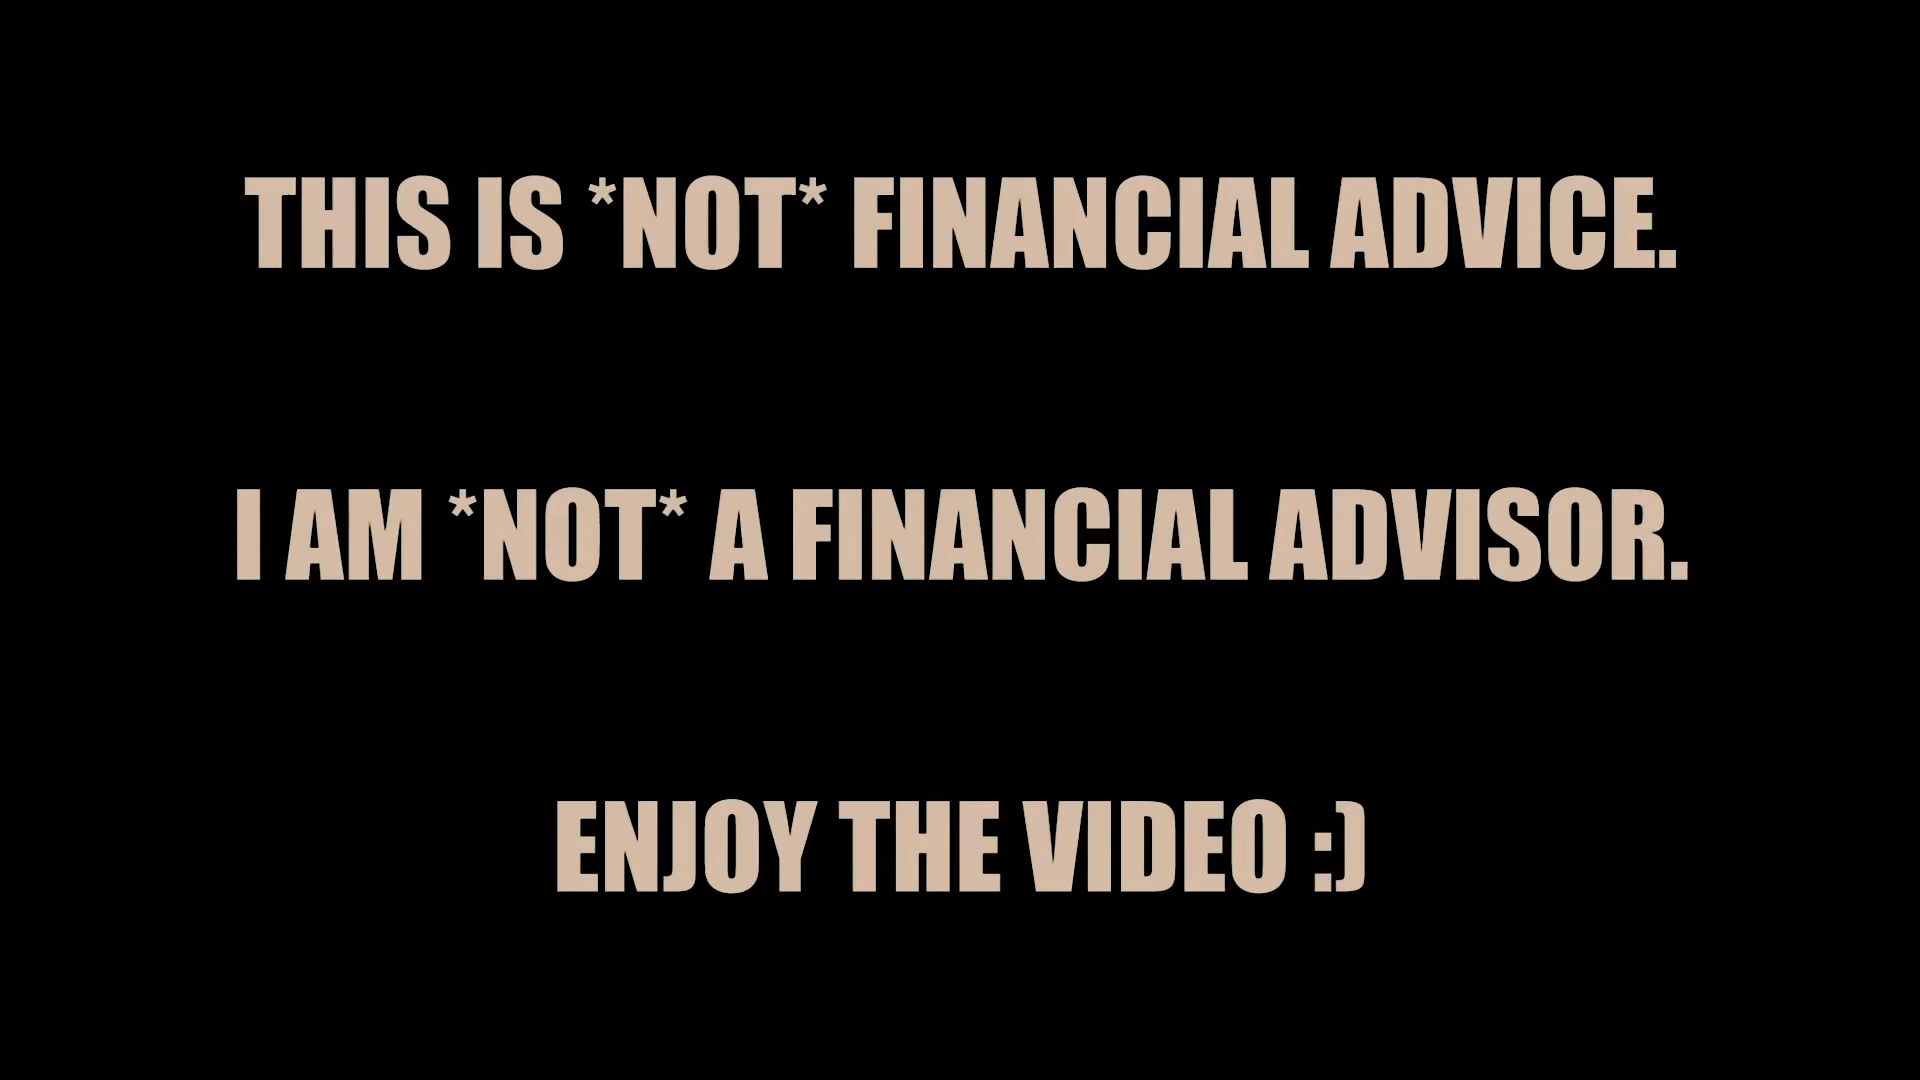 THIS IS *NOT* FINANCIAL ADVICE.
I AM *NOT* A FINANCIAL ADVISOR.
ENJOY THE VIDEO :)